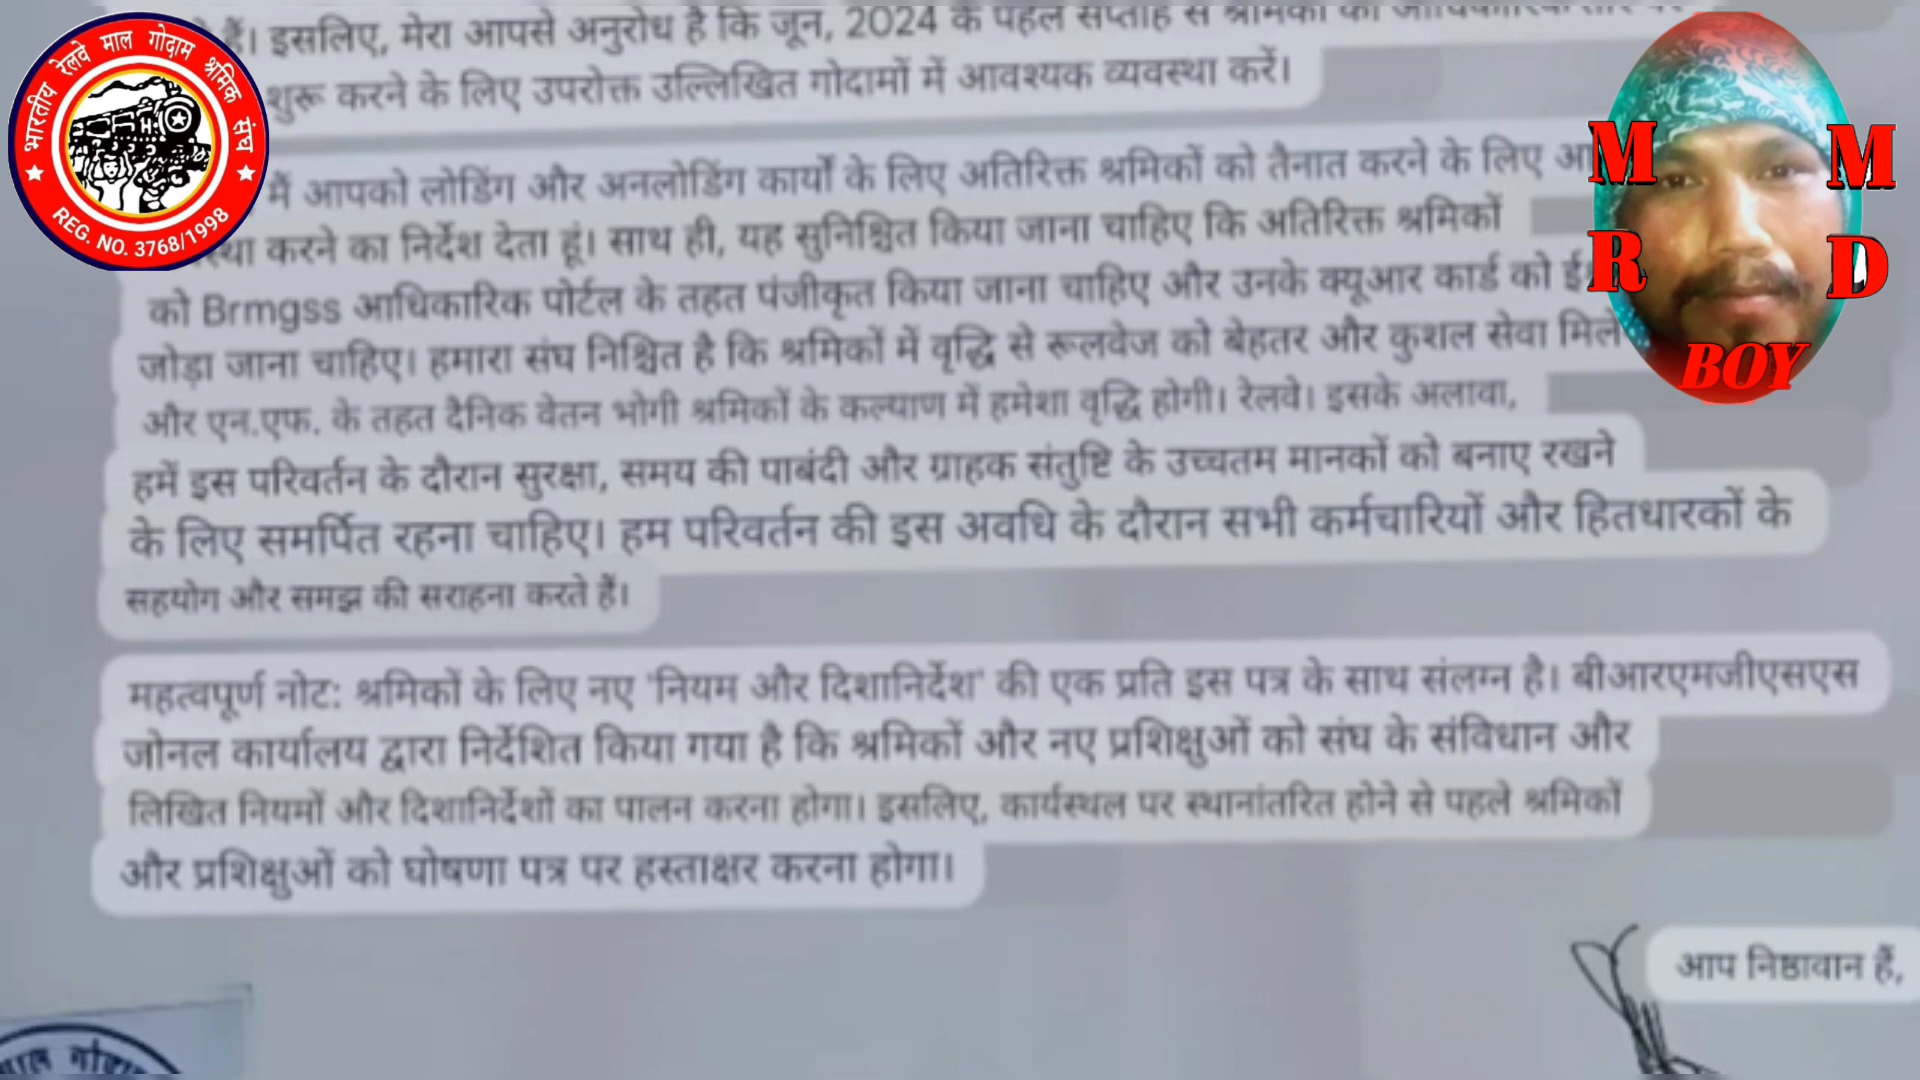 भारतीय रेलवे माल गोदाम श्रमिक संघ
REG. NO. 3768/1998
M M
R D
BOY
हैं। इसलिए, मेरा आपसे अनुरोध है कि जून, 2024 के पहले सप्ताह से श्रमिकों को आधिकारिक तौर पर
शुरू करने के लिए उपरोक्त उल्लिखित गोदामों में आवश्यक व्यवस्था करें।
मैं आपको लोडिंग और अनलोडिंग कार्यों के लिए अतिरिक्त श्रमिकों को तैनात करने के लिए
स्था करने का निर्देश देता हूं। साथ ही, यह सुनिश्चित किया जाना चाहिए कि अतिरिक्त श्रमिकों
को Brmgss आधिकारिक पोर्टल के तहत पंजीकृत किया जाना चाहिए और उनके क्यूआर कार्ड को
जोड़ा जाना चाहिए। हमारा संघ निश्चित है कि श्रमिकों में वृद्धि से रूलवेज को बेहतर और कुशल सेवा मिले
और एन.एफ. के तहत दैनिक वेतन भोगी श्रमिकों के कल्याण में हमेशा वृद्धि होगी। रेलवे। इसके अलावा,
हमें इस परिवर्तन के दौरान सुरक्षा, समय की पाबंदी और ग्राहक संतुष्टि के उच्चतम मानकों को बनाए रखने
के लिए समर्पित रहना चाहिए। हम परिवर्तन की इस अवधि के दौरान सभी कर्मचारियों और हितधारकों के
सहयोग और समझ की सराहना करते हैं।
महत्वपूर्ण नोट: श्रमिकों के लिए नए 'नियम और दिशानिर्देश' की एक प्रति इस पत्र के साथ संलग्न है। बीआरएमजीएसएस
जोनल कार्यालय द्वारा निर्देशित किया गया है कि श्रमिकों और नए प्रशिक्षुओं को संघ के संविधान और
लिखित नियमों और दिशानिर्देशों का पालन करना होगा। इसलिए, कार्यस्थल पर स्थानांतरित होने से पहले श्रमिकों
और प्रशिक्षुओं को घोषणा पत्र पर हस्ताक्षर करना होगा।
आप निष्ठावान हैं,